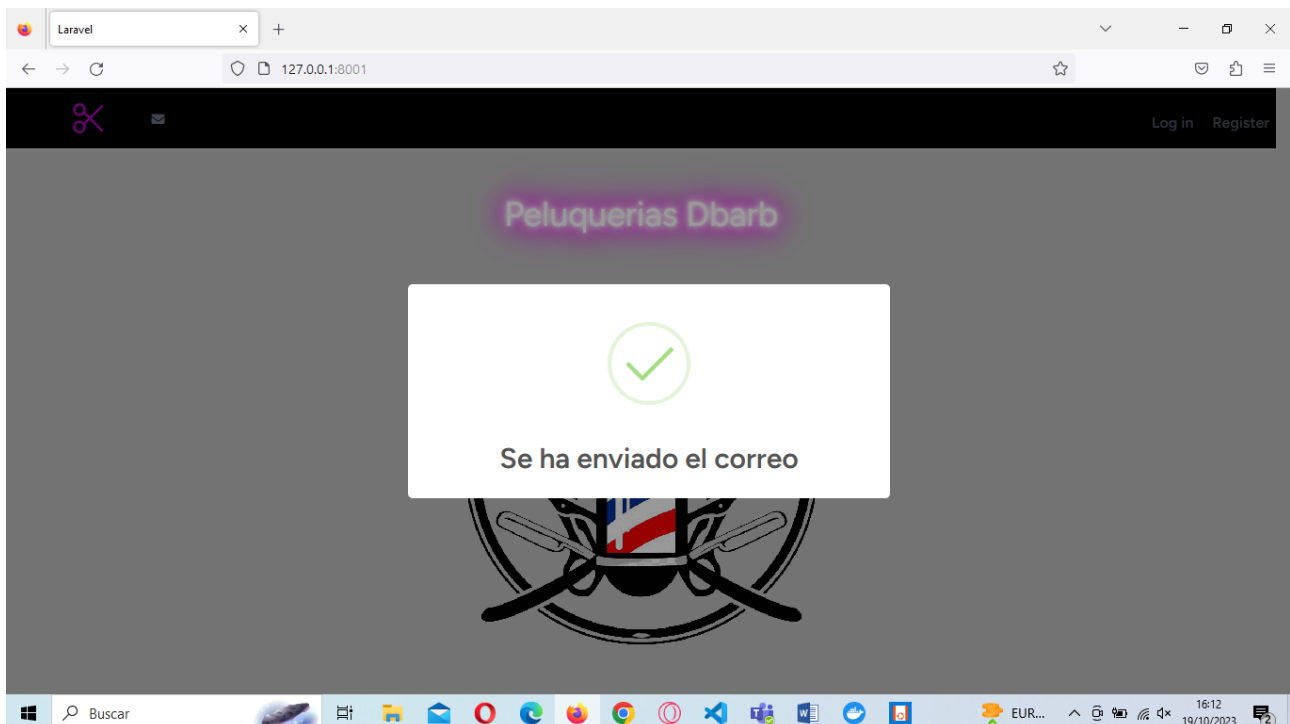 Laravel
127.0.0.1:8001
Log in Register
Peluquerias Dbarb
Se ha enviado el correo
Buscar
EUR...
16:12
19/10/2023
2